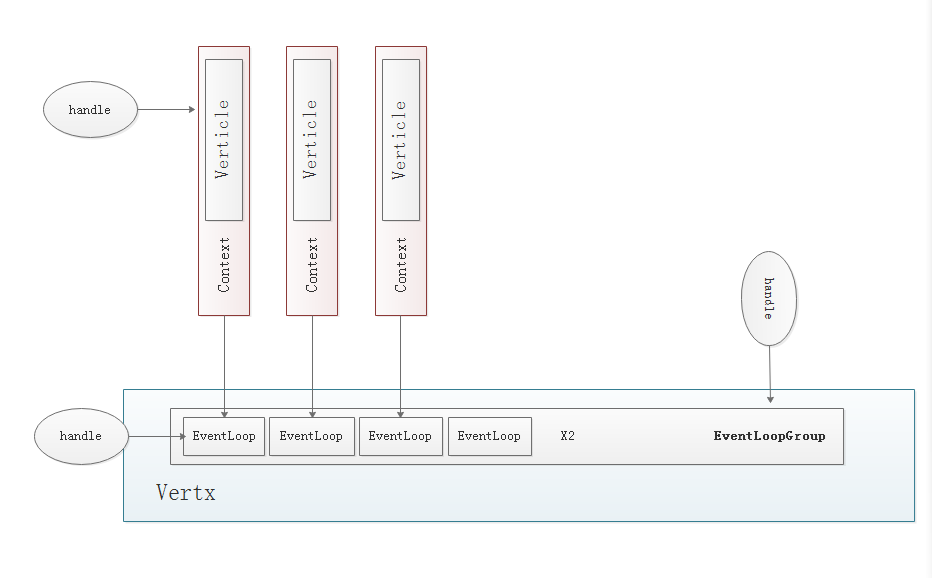 handle
Verticle
Verticle
Verticle
Context
Context
Context
handle
handle
EventLoop
EventLoop
EventLoop
EventLoop
X2
EventLoopGroup
Vertx